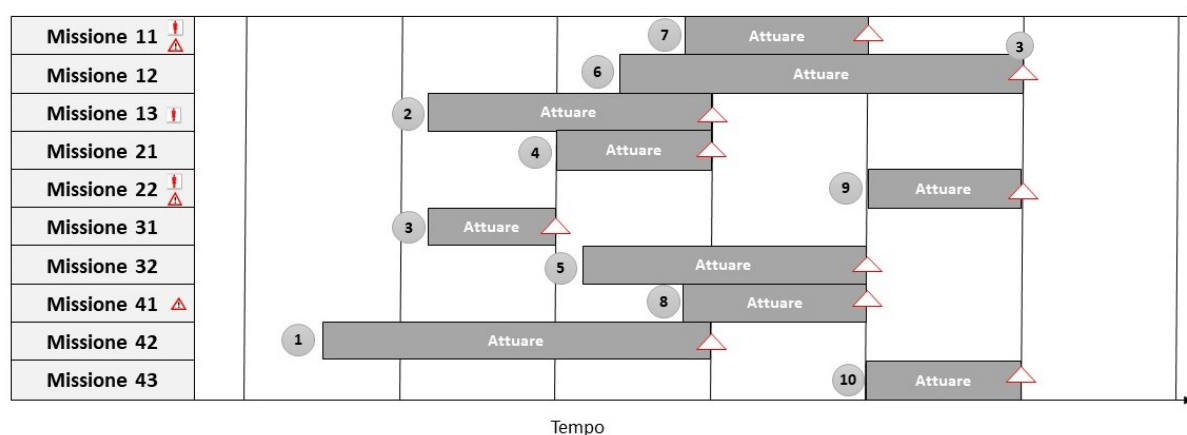 Missione 11 7 Attuare 3
Missione 12 6 Attuare
Missione 13 2 Attuare
Missione 21 4 Attuare
Missione 22 9 Attuare
Missione 31 3 Attuare
Missione 32 5 Attuare
Missione 41 8 Attuare
Missione 42 1 Attuare
Missione 43 10 Attuare
Tempo